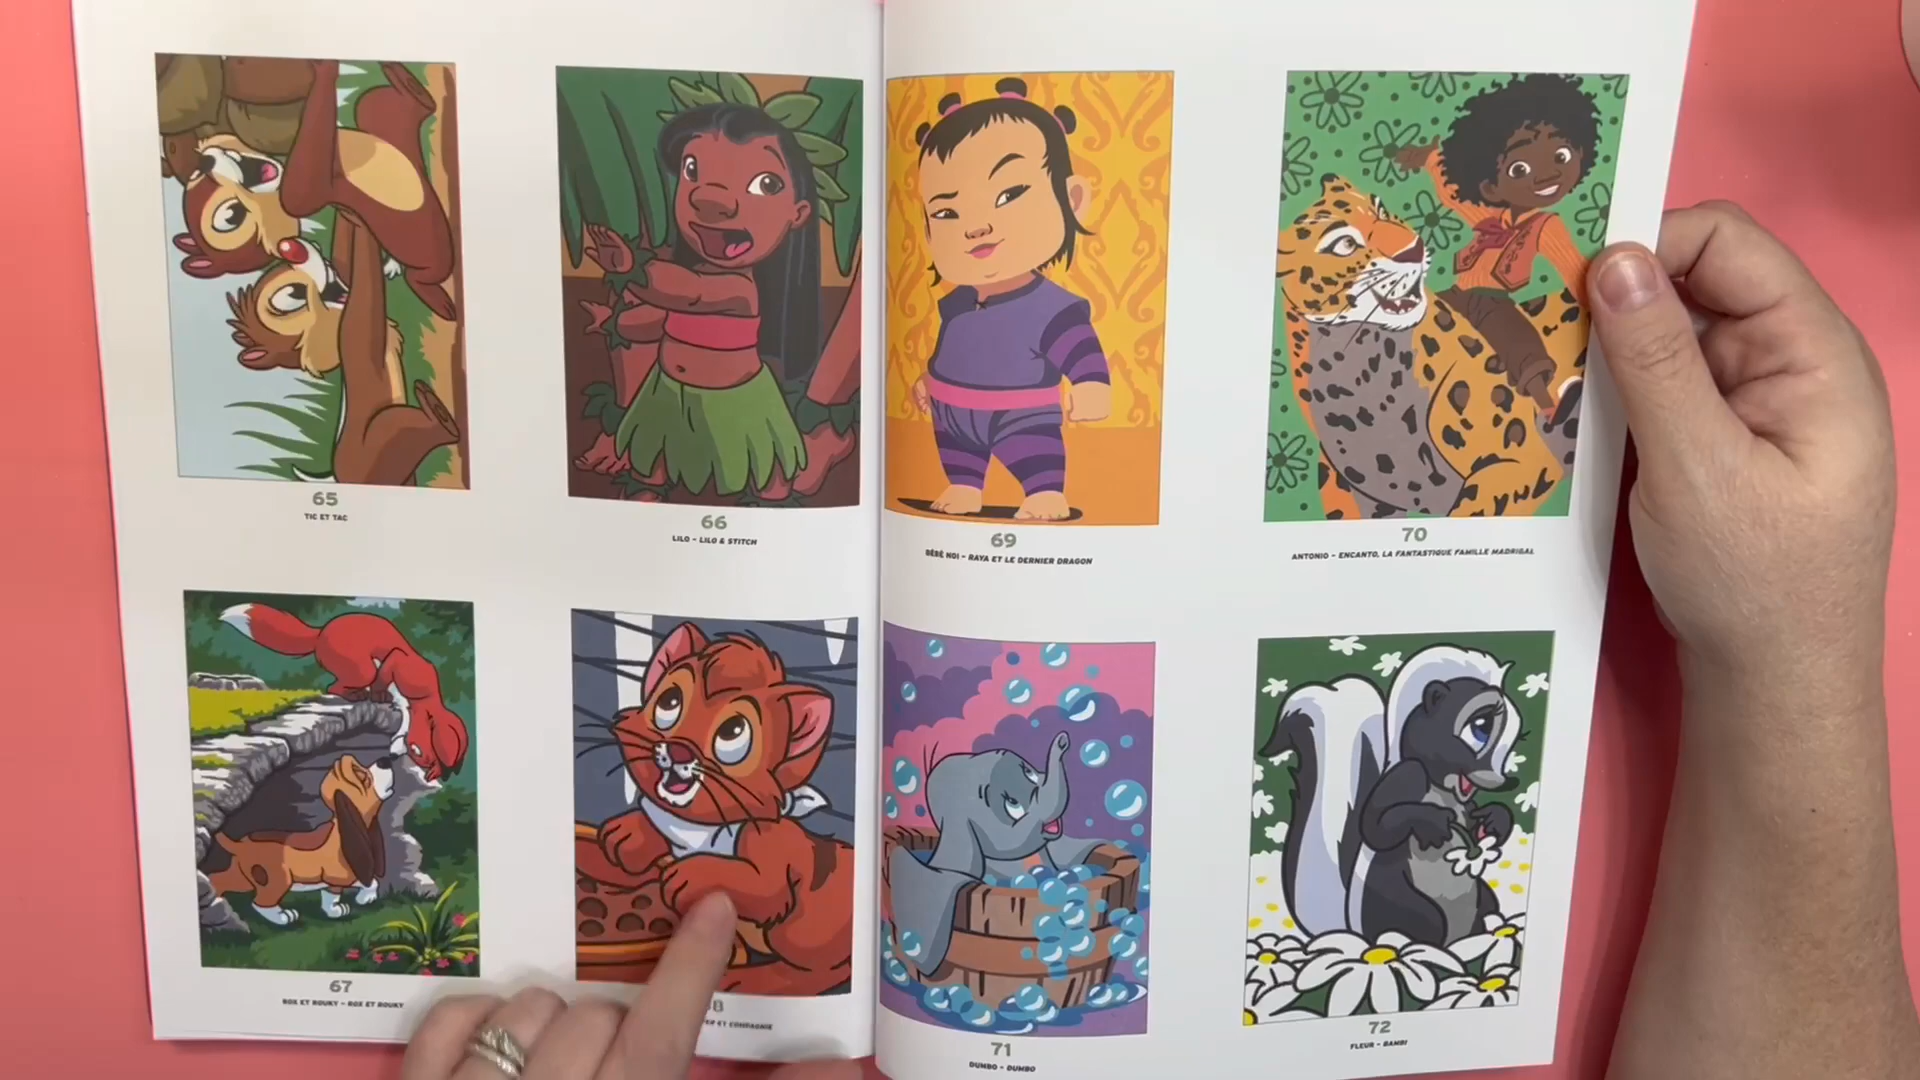 65
TIC ET TAC
66
LILO – LILO & STITCH
67
ROX ET ROUKY – ROX ET ROUKY
8
ET COMPAGNIE
69
BÉBÉ NOI – RAYA ET LE DERNIER DRAGON
70
ANTONIO – ENCANTO, LA FANTASTIQUE FAMILLE MADRIGAL
71
DUMBO – DUMBO
72
FLEUR – BAMBI